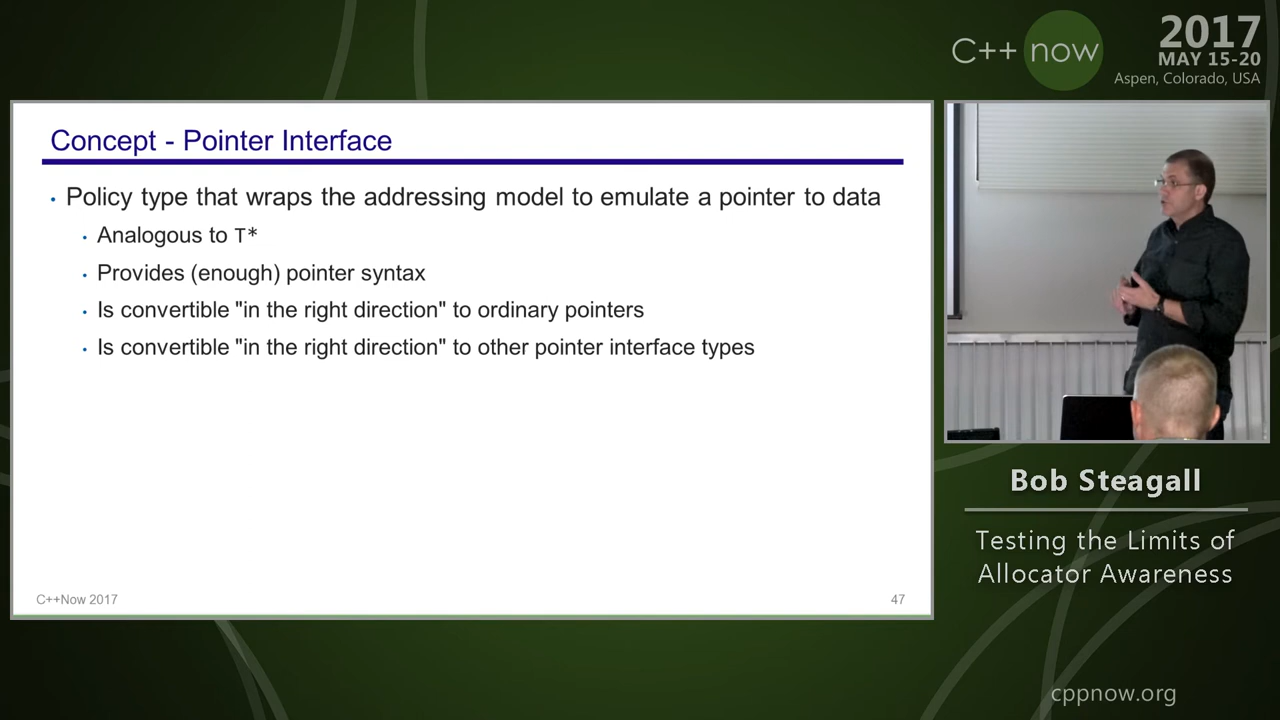 C++ now
2017
MAY 15-20
Aspen, Colorado, USA
Concept - Pointer Interface
• Policy type that wraps the addressing model to emulate a pointer to data
• Analogous to T*
• Provides (enough) pointer syntax
• Is convertible "in the right direction" to ordinary pointers
• Is convertible "in the right direction" to other pointer interface types
C++Now 2017
47
Bob Steagall
Testing the Limits of
Allocator Awareness
cppnow.org